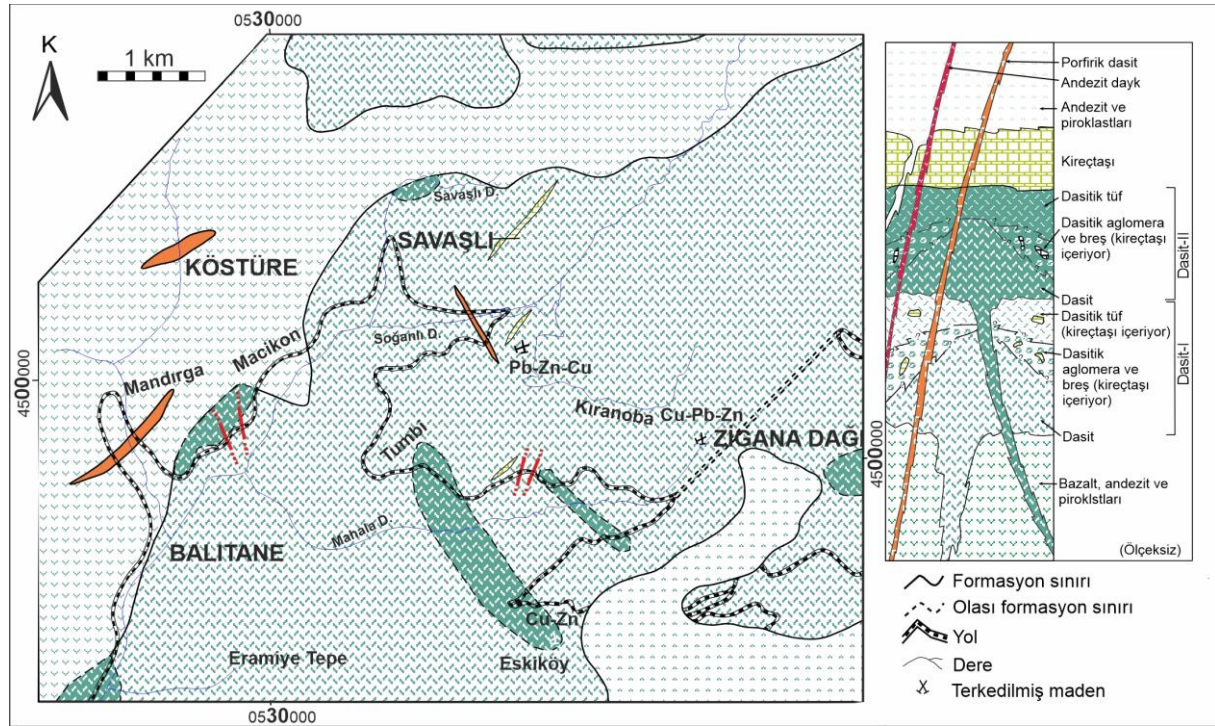 0530000
K
1 km
Savaşlı D.
SAVAŞLI
KÖSTÜRE
Macikon
Soğanlı D.
Pb-Zn-Cu
Mandırga
4500000
Kıranoba Cu-Pb-Zn
ZİGANA DAĞI
Tumbi
4500000
Mahala D.
BALITANE
Cu-Zn
Eramiye Tepe
Eskiköy
0530000
Porfirik dasit
Andezit dayk
Andezit ve
piroklastları
Kireçtaşı
Dasitik tüf
Dasitik aglomera
ve breş (kireçtaşı
içeriyor)
Dasit-II
Dasit
Dasitik tüf
(kireçtaşı içeriyor)
Dasitik
aglomera ve
breş (kireçtaşı
içeriyor)
Dasit-I
Dasit
Bazalt, andezit ve
piroklstları
(Ölçeksiz)
Formasyon sınırı
Olası formasyon sınırı
Yol
Dere
Terkedilmiş maden